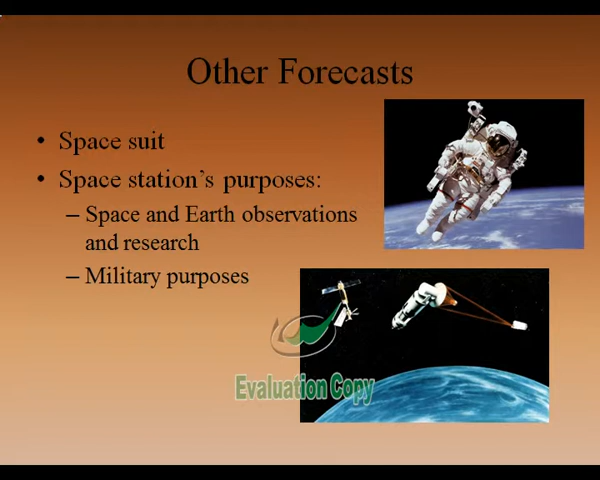 Other Forecasts
• Space suit
• Space station's purposes:
– Space and Earth observations
and research
– Military purposes
Evaluation Copy